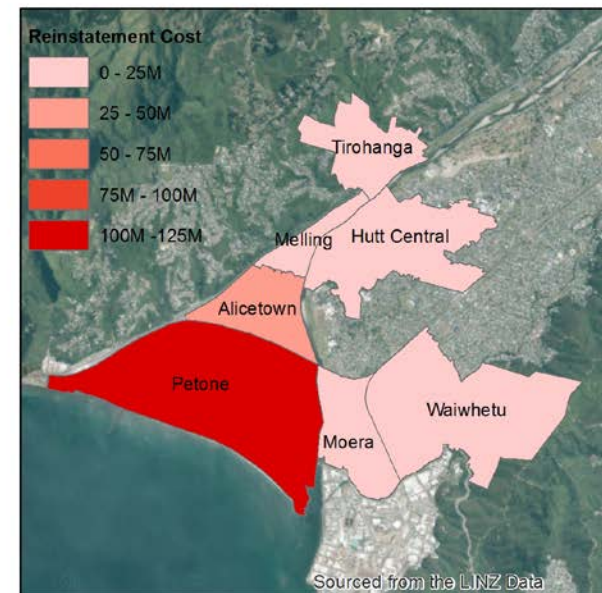 Reinstatement Cost
0 - 25M
25 - 50M
50 - 75M
75M - 100M
100M -125M
Tirohanga
Melling
Hutt Central
Alicetown
Petone
Waiwhetu
Moera
Sourced from the LINZ Data